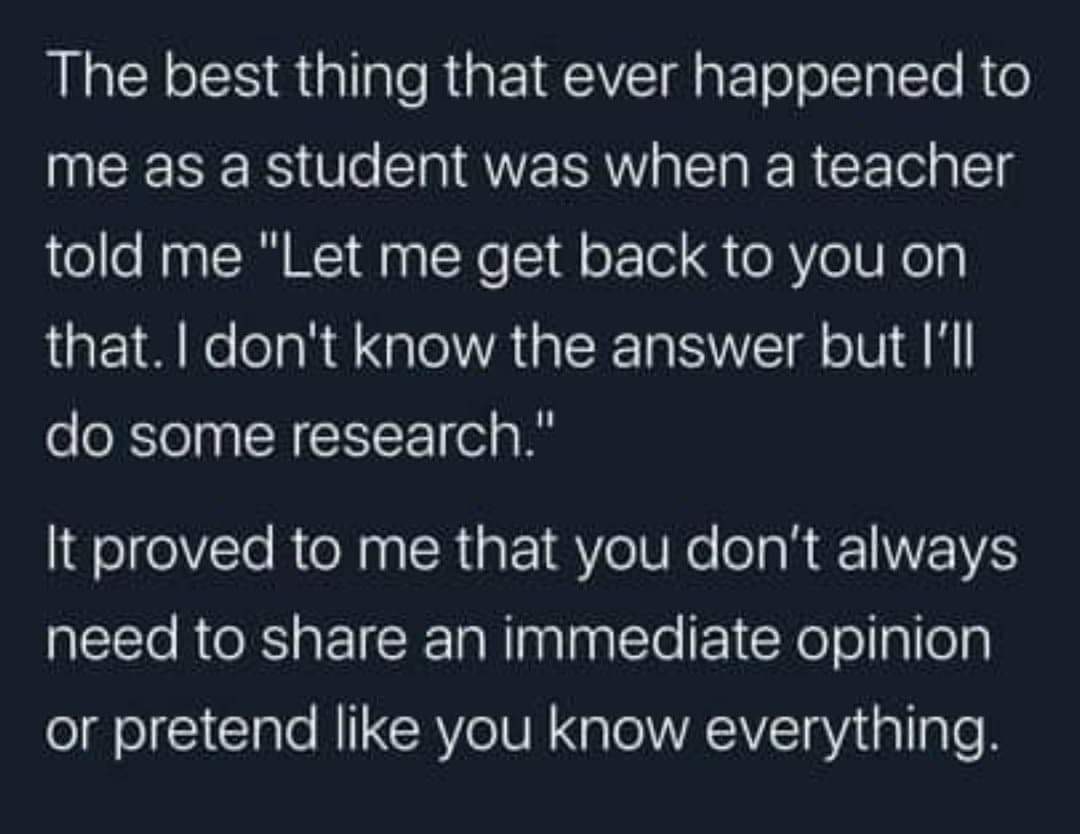 The best thing that ever happened to
me as a student was when a teacher
told me "Let me get back to you on
that. I don't know the answer but I’ll
do some research."
It proved to me that you don’t always
need to share an immediate opinion
or pretend like you know everything.